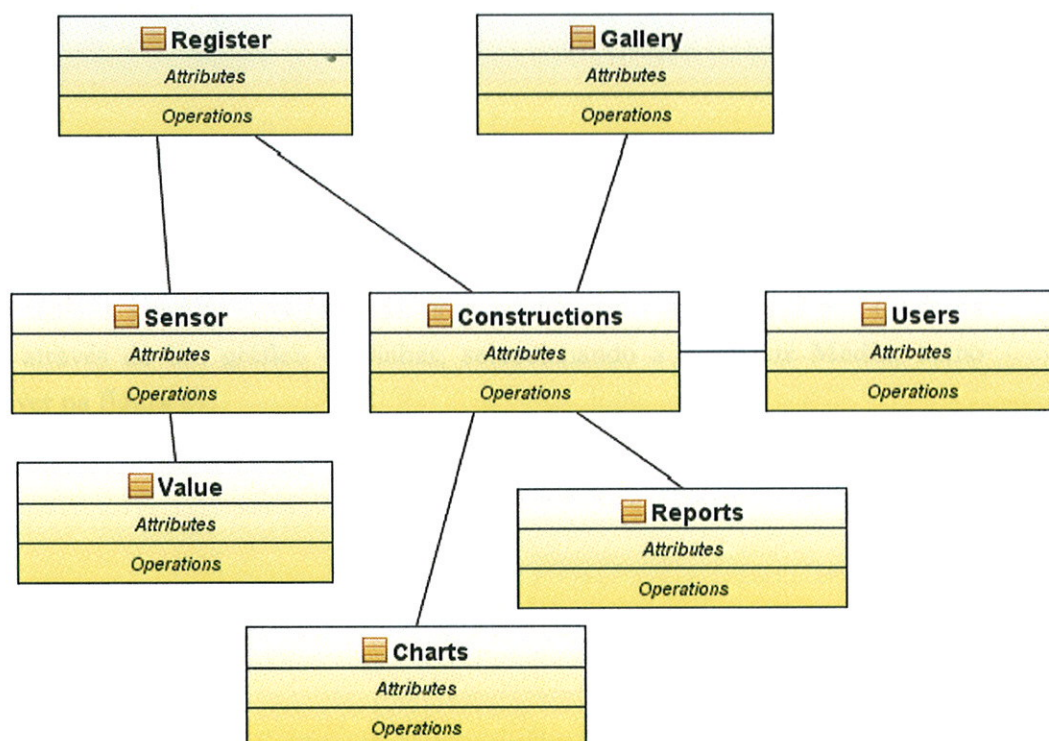 Register
Attributes
Operations
Gallery
Attributes
Operations
Sensor
Attributes
Operations
Constructions
Attributes
Operations
Users
Attributes
Operations
Value
Attributes
Operations
Reports
Attributes
Operations
Charts
Attributes
Operations